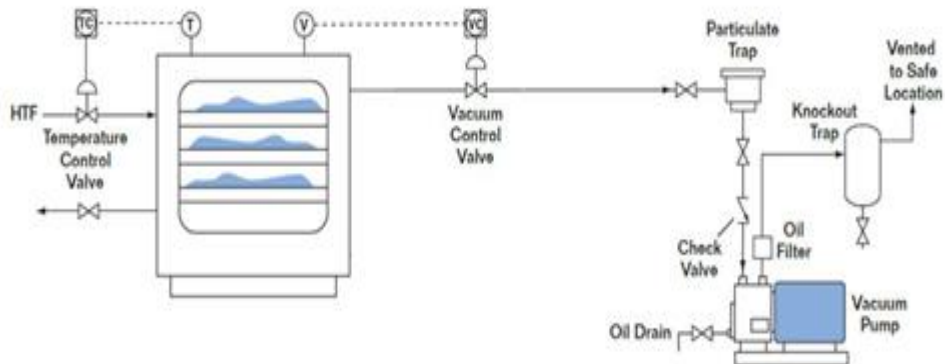 TC
T
V
VC
Particulate
Trap
Vented
to Safe
Location
HTF
Temperature
Control
Valve
Vacuum
Control
Valve
Knockout
Trap
Check
Valve
Oil
Filter
Oil Drain
Vacuum
Pump